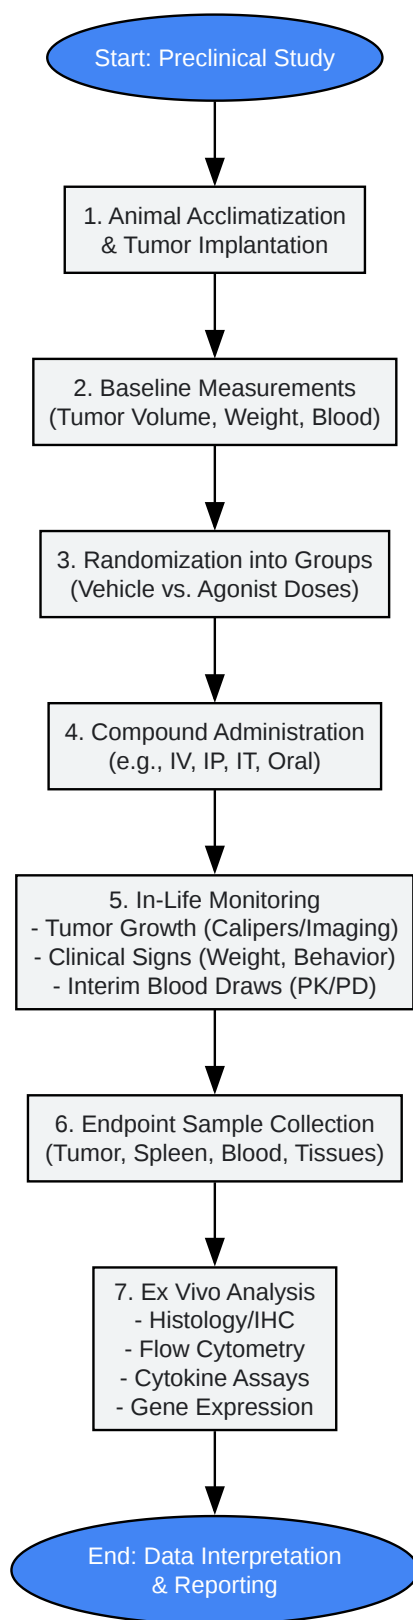 Start: Preclinical Study
1. Animal Acclimatization
& Tumor Implantation
2. Baseline Measurements
(Tumor Volume, Weight, Blood)
3. Randomization into Groups
(Vehicle vs. Agonist Doses)
4. Compound Administration
(e.g., IV, IP, IT, Oral)
5. In-Life Monitoring
- Tumor Growth (Calipers/Imaging)
- Clinical Signs (Weight, Behavior)
- Interim Blood Draws (PK/PD)
6. Endpoint Sample Collection
(Tumor, Spleen, Blood, Tissues)
7. Ex Vivo Analysis
- Histology/IHC
- Flow Cytometry
- Cytokine Assays
- Gene Expression
End: Data Interpretation
& Reporting